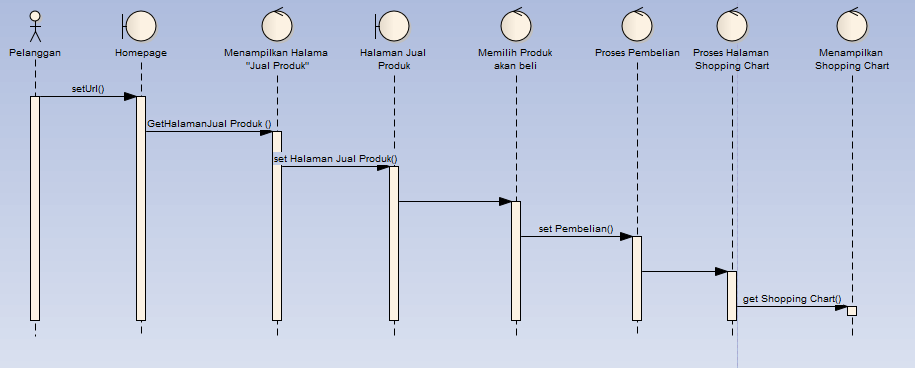 Pelanggan
Homepage
Menampilkan Halama
"Jual Produk"
Halaman Jual
Produk
Memilih Produk
akan beli
Proses Pembelian
Proses Halaman
Shopping Chart
Menampilkan
Shopping Chart
setUrl()
GetHalamanJual Produk ()
set Halaman Jual Produk()
set Pembelian()
get Shopping Chart()